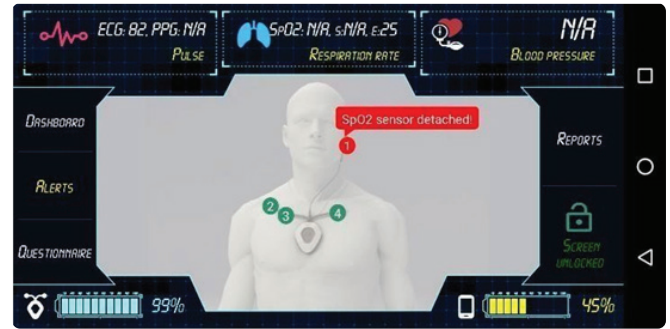 ECG: 82, PPG: N/A
Pulse
SpO2: N/A, s:N/A, e:25
Respiration rate
N/A
Blood pressure
Dashboard
Alerts
Questionnaire
SpO2 sensor detached!
1
2
3
4
Reports
Screen
unlocked
99%
45%